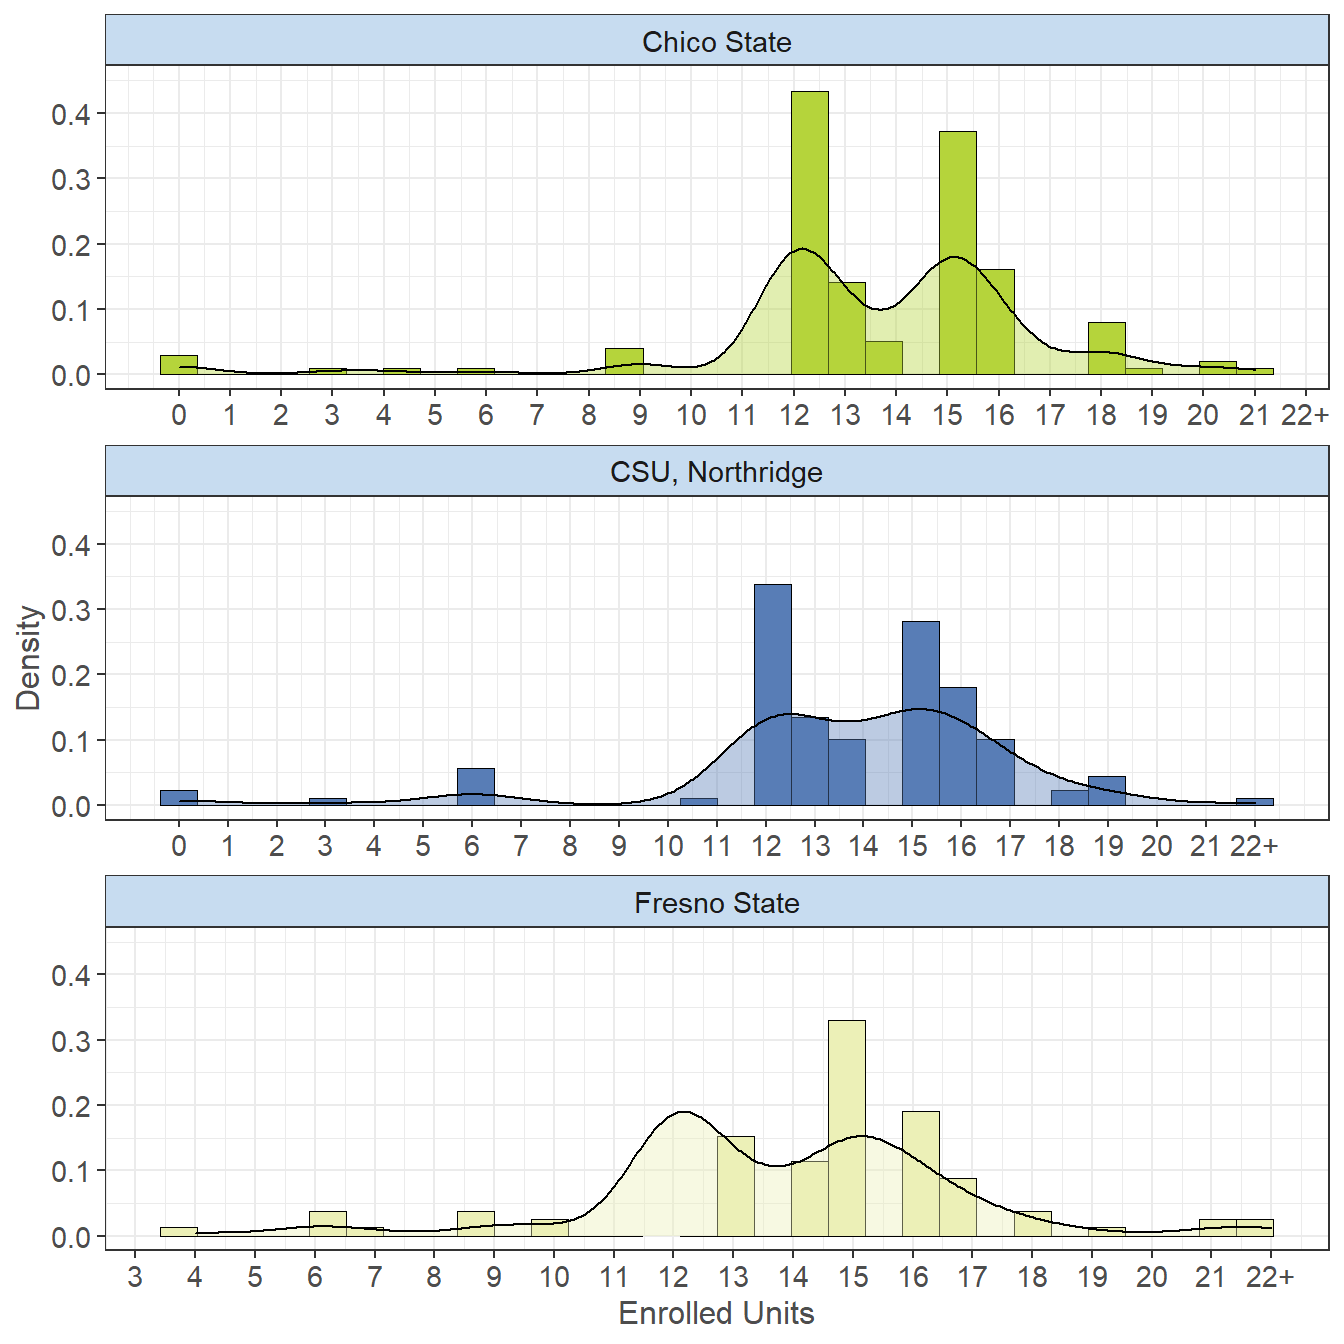 Chico State
0.4
0.3
0.2
0.1
0.0
0 1 2 3 4 5 6 7 8 9 10 11 12 13 14 15 16 17 18 19 20 21 22+
CSU, Northridge
Density
0.4
0.3
0.2
0.1
0.0
0 1 2 3 4 5 6 7 8 9 10 11 12 13 14 15 16 17 18 19 20 21 22+
Fresno State
0.4
0.3
0.2
0.1
0.0
3 4 5 6 7 8 9 10 11 12 13 14 15 16 17 18 19 20 21 22+
Enrolled Units